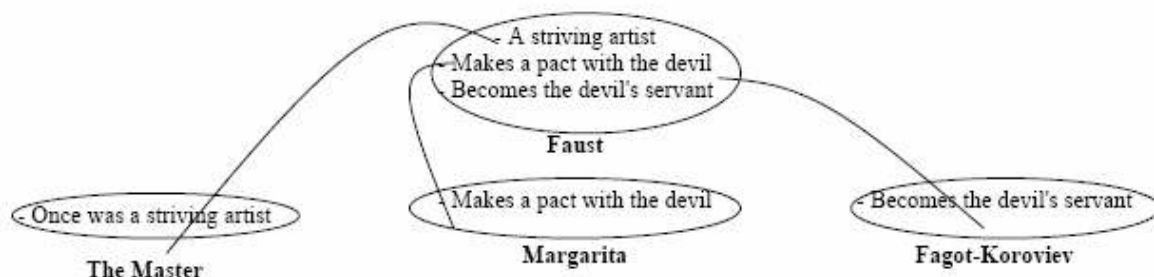 - A striving artist
- Makes a pact with the devil
- Becomes the devil's servant
Faust
- Once was a striving artist
The Master
- Makes a pact with the devil
Margarita
- Becomes the devil's servant
Fagot-Koroviev